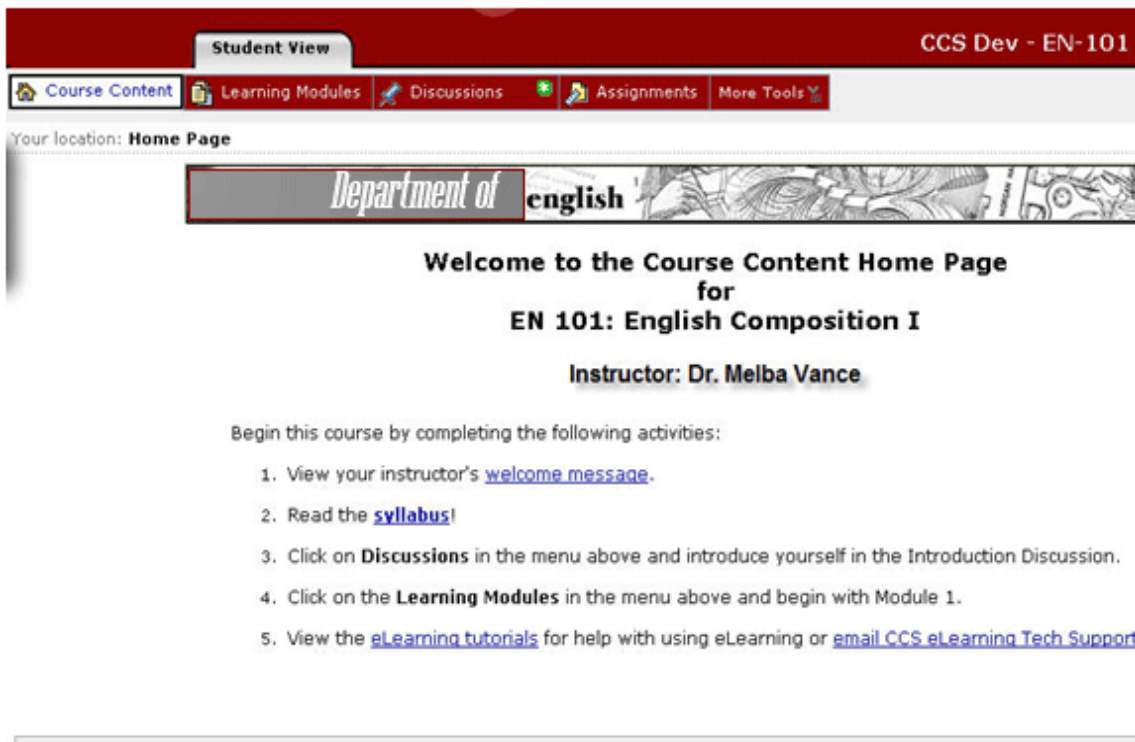 Student View
CCS Dev - EN-101
Course Content Learning Modules Discussions Assignments More Tools
Your location: Home Page
Department of english
Welcome to the Course Content Home Page
for
EN 101: English Composition I
Instructor: Dr. Melba Vance
Begin this course by completing the following activities:
1. View your instructor's welcome message.
2. Read the syllabus!
3. Click on Discussions in the menu above and introduce yourself in the Introduction Discussion.
4. Click on the Learning Modules in the menu above and begin with Module 1.
5. View the eLearning tutorials for help with using eLearning or email CCS eLearning Tech Support